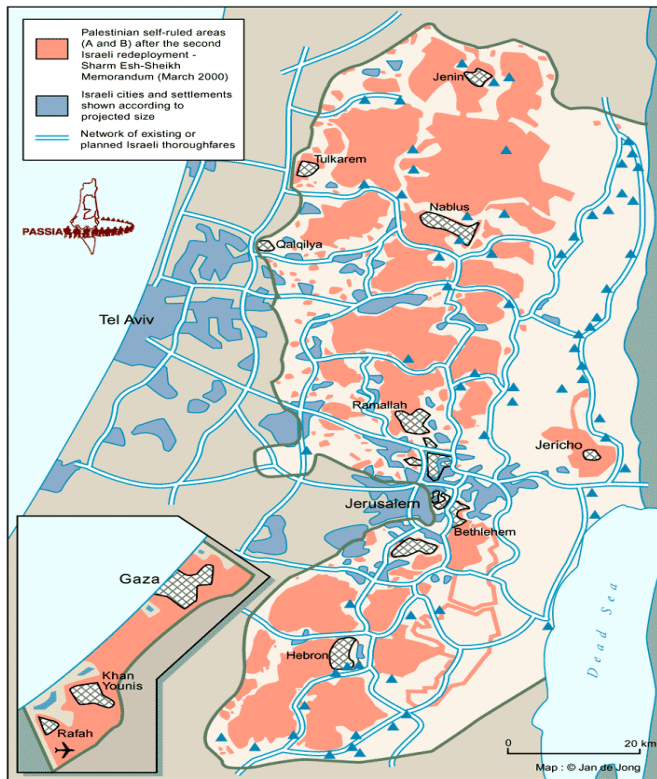 Palestinian self-ruled areas
(A and B) after the second
Israeli redeployment -
Sharm Esh-Sheikh
Memorandum (March 2000)
Israeli cities and settlements
shown according to
projected size
Network of existing or
planned Israeli thoroughfares
Jenin
Tulkarem
PASSIA
Nablus
Qalqilya
Tel Aviv
Ramallah
Jericho
Jerusalem
Bethlehem
Gaza
Hebron
Dead Sea
Khan
Younis
Rafah
0 20 km
Map : © Jan de Jong